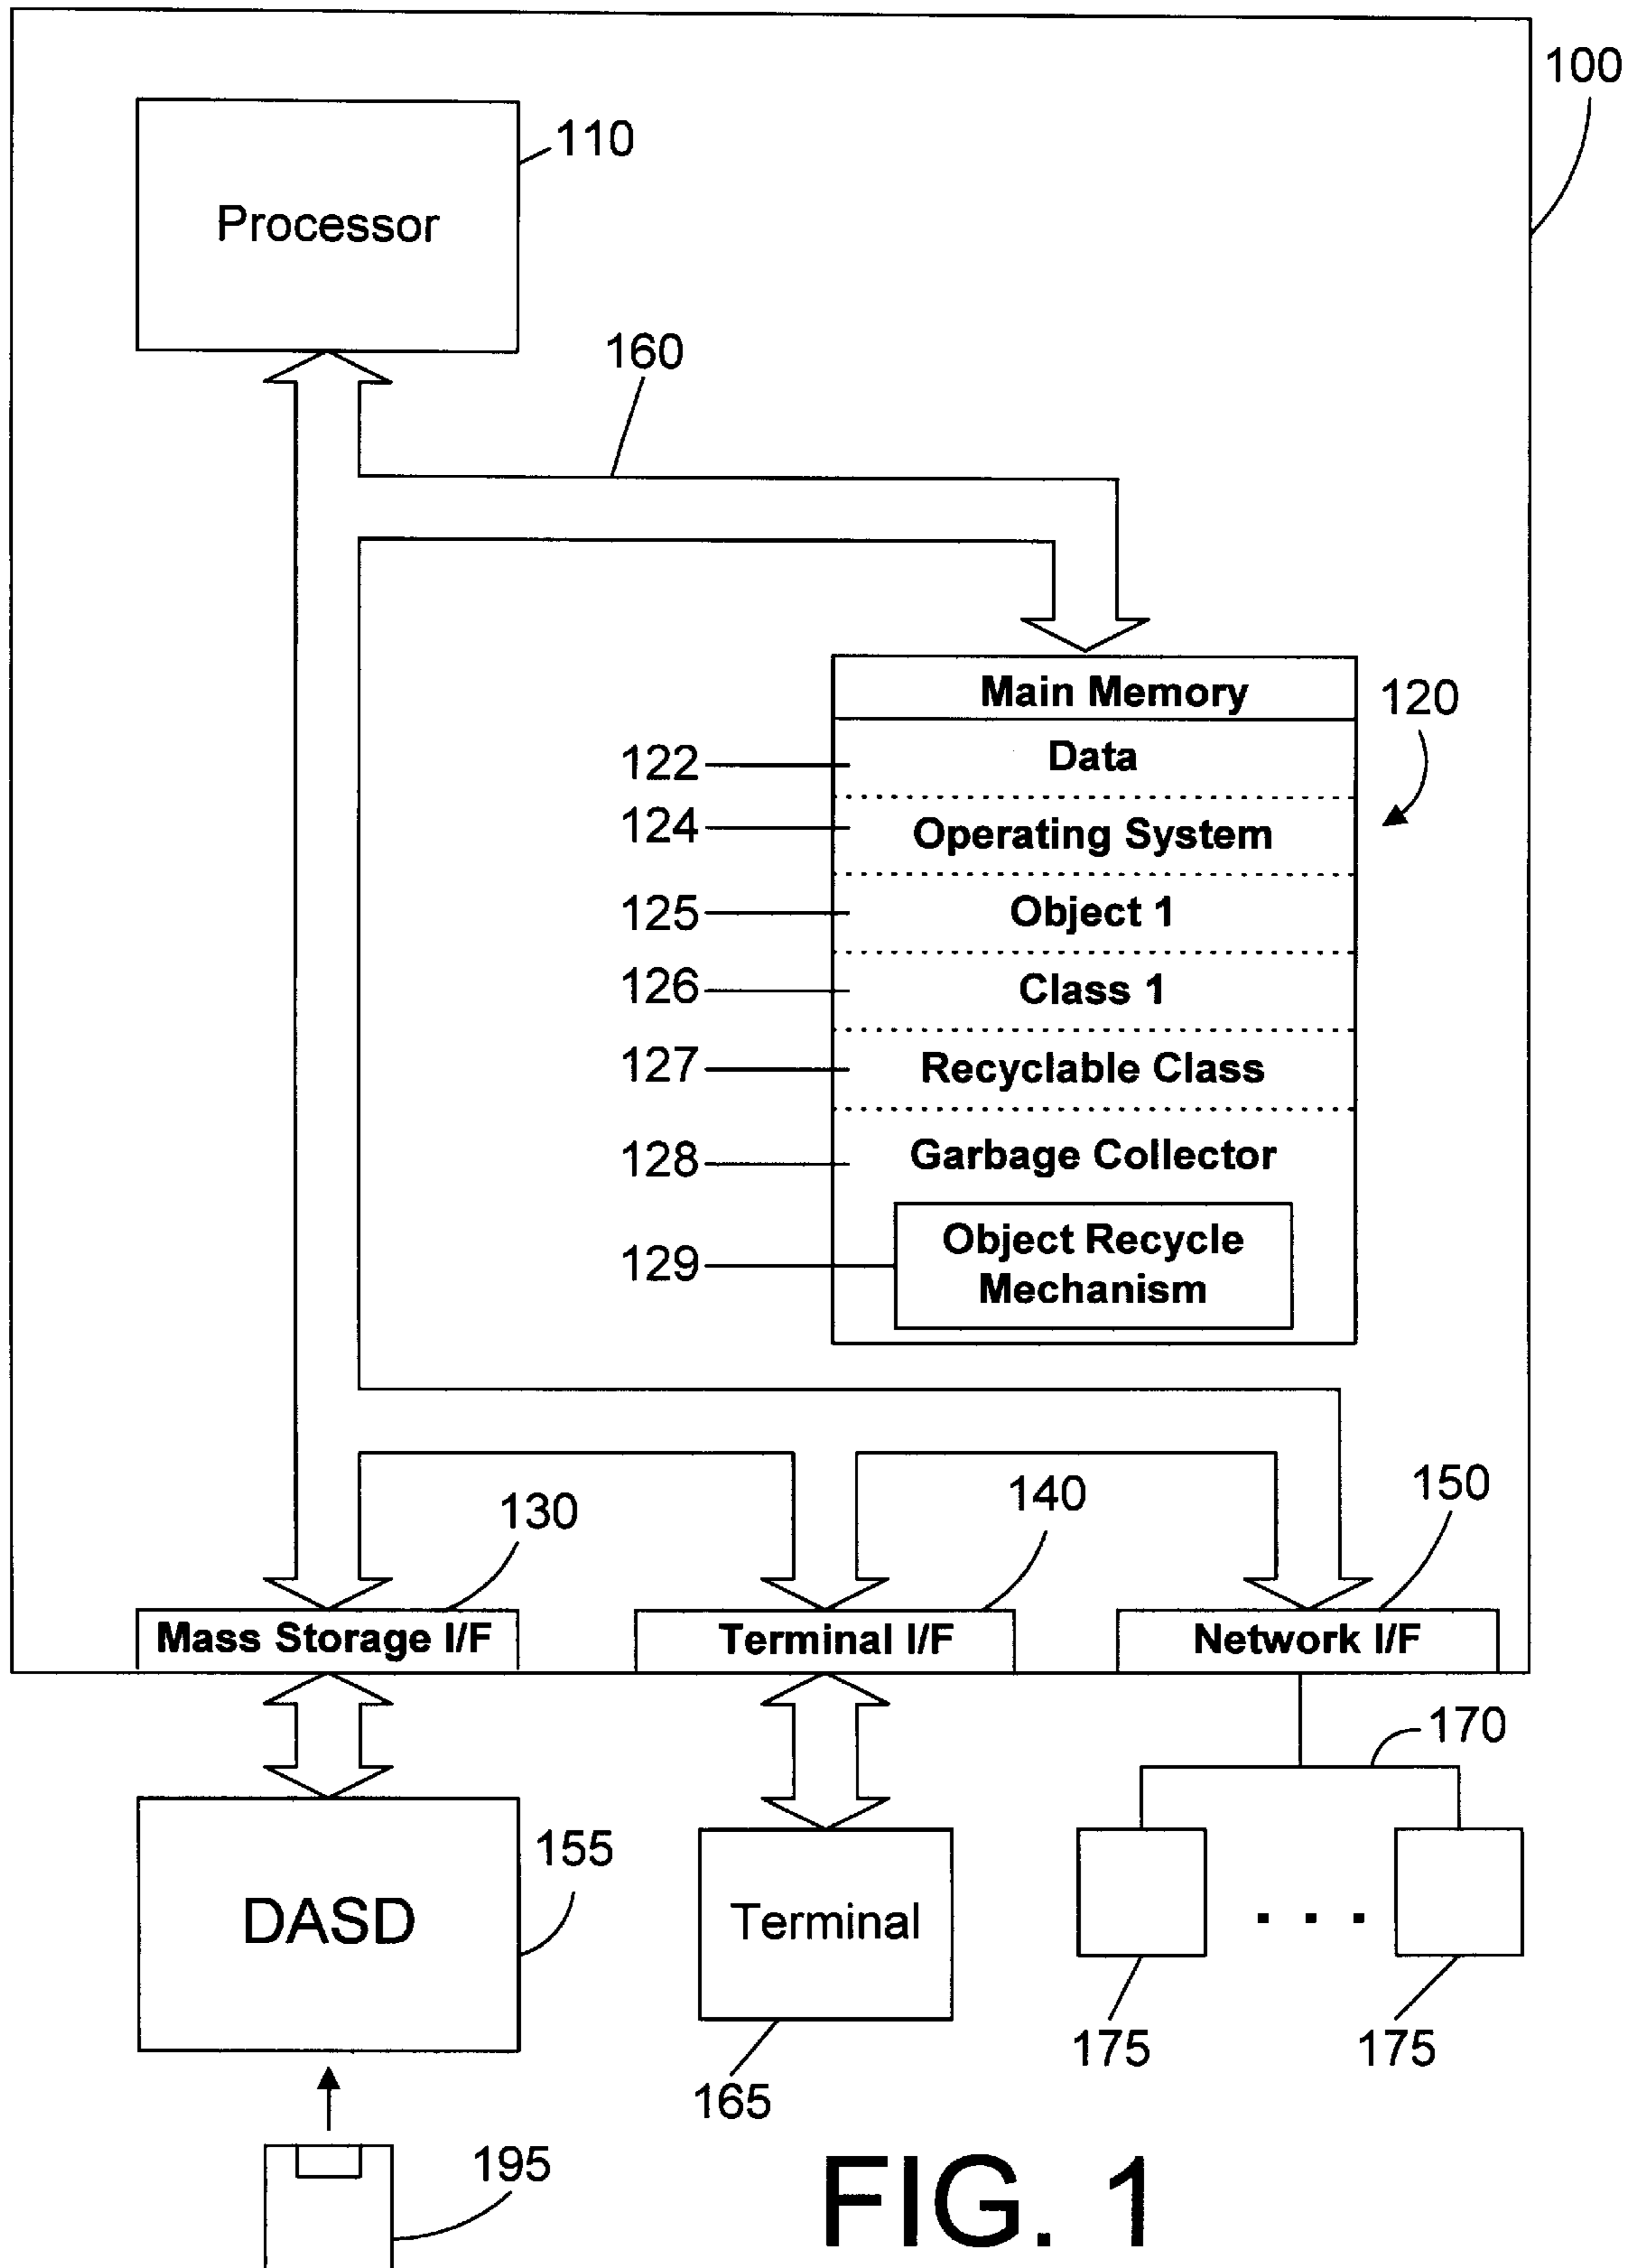 100
110
Processor
160
Main Memory
120
122
Data
124
Operating System
125
Object 1
126
Class 1
127
Recyclable Class
128
Garbage Collector
129
Object Recycle
Mechanism
130
140
150
Mass Storage I/F
Terminal I/F
Network I/F
170
155
DASD
Terminal
. . .
175
175
165
195
FIG. 1